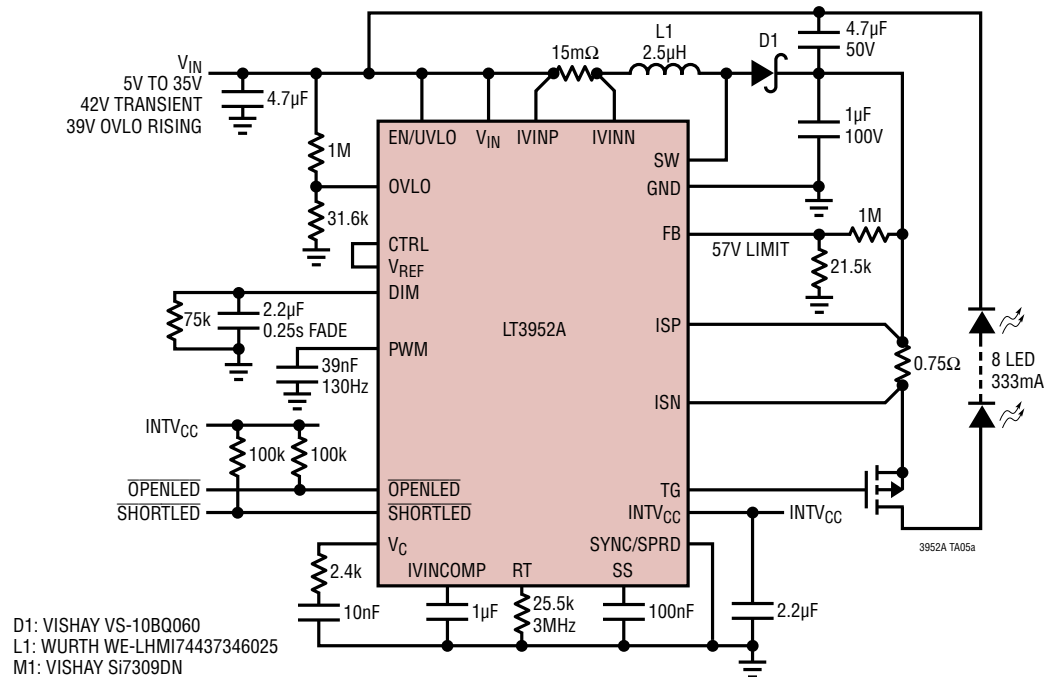 L1
2.5µH
D1
4.7µF
50V
15mΩ
V_IN
5V TO 35V
42V TRANSIENT
39V OVLO RISING
4.7µF
1M
31.6k
EN/UVLO
V_IN
IVINP
IVINN
SW
GND
1µF
100V
OVLO
FB
57V LIMIT
1M
21.5k
CTRL
V_REF
DIM
75k
2.2µF
0.25s FADE
LT3952A
PWM
39nF
130Hz
ISP
0.75Ω
8 LED
333mA
ISN
INTV_CC
100k
100k
OPENLED
SHORTLED
OPENLED
SHORTLED
TG
INTV_CC
INTV_CC
3952A TA05a
V_C
SYNC/SPRD
IVINCOMP
RT
SS
2.4k
10nF
1µF
25.5k
3MHz
100nF
2.2µF
D1: VISHAY VS-10BQ060
L1: WURTH WE-LHMI74437346025
M1: VISHAY Si7309DN